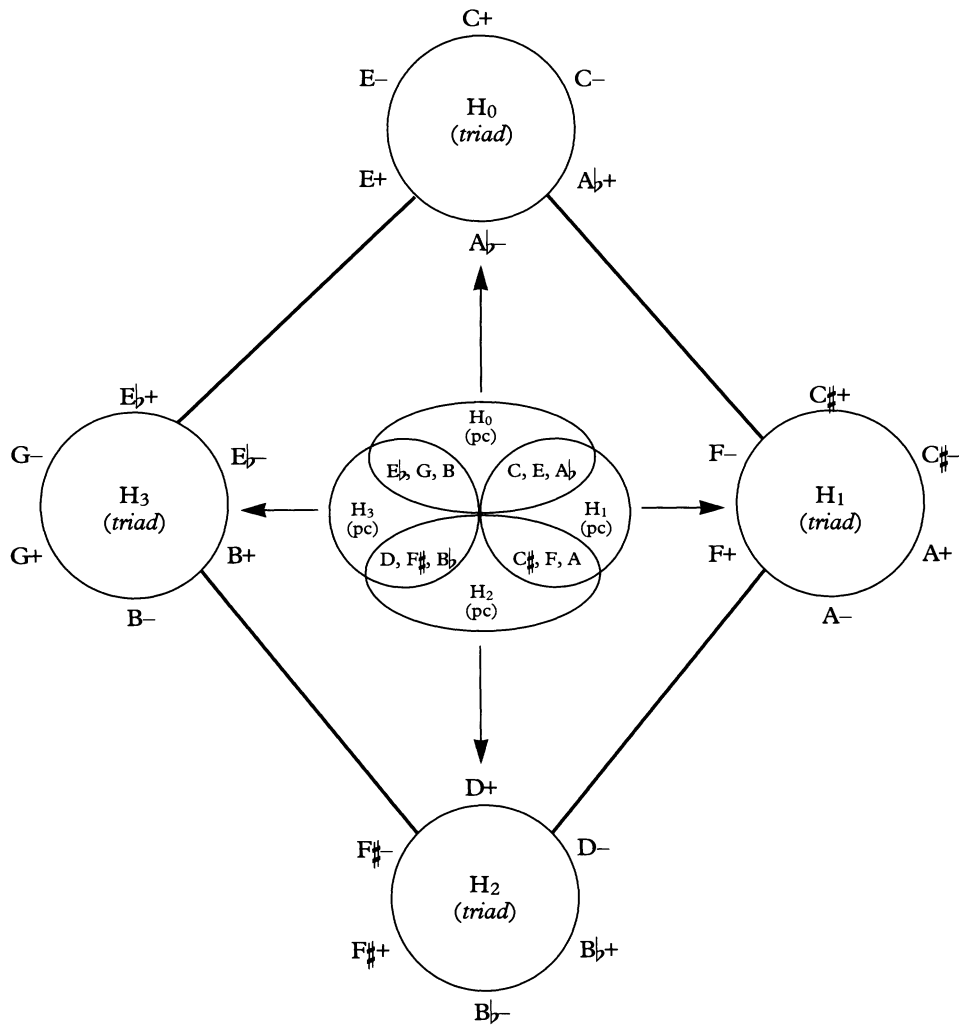 C+
E– C–
H₀
(triad)
E+ A♭+
A♭–
E♭+ C♯+
H₀
(pc)
G– E♭– F– C♯–
E♭, G, B C, E, A♭
H₃
(triad)
H₃
(pc)
H₁
(pc)
H₁
(triad)
G+ B+ D, F♯, B♭ C♯, F, A F+ A+
H₂
(pc)
B– A–
D+
F♯– D–
H₂
(triad)
F♯+ B♭+
B♭–